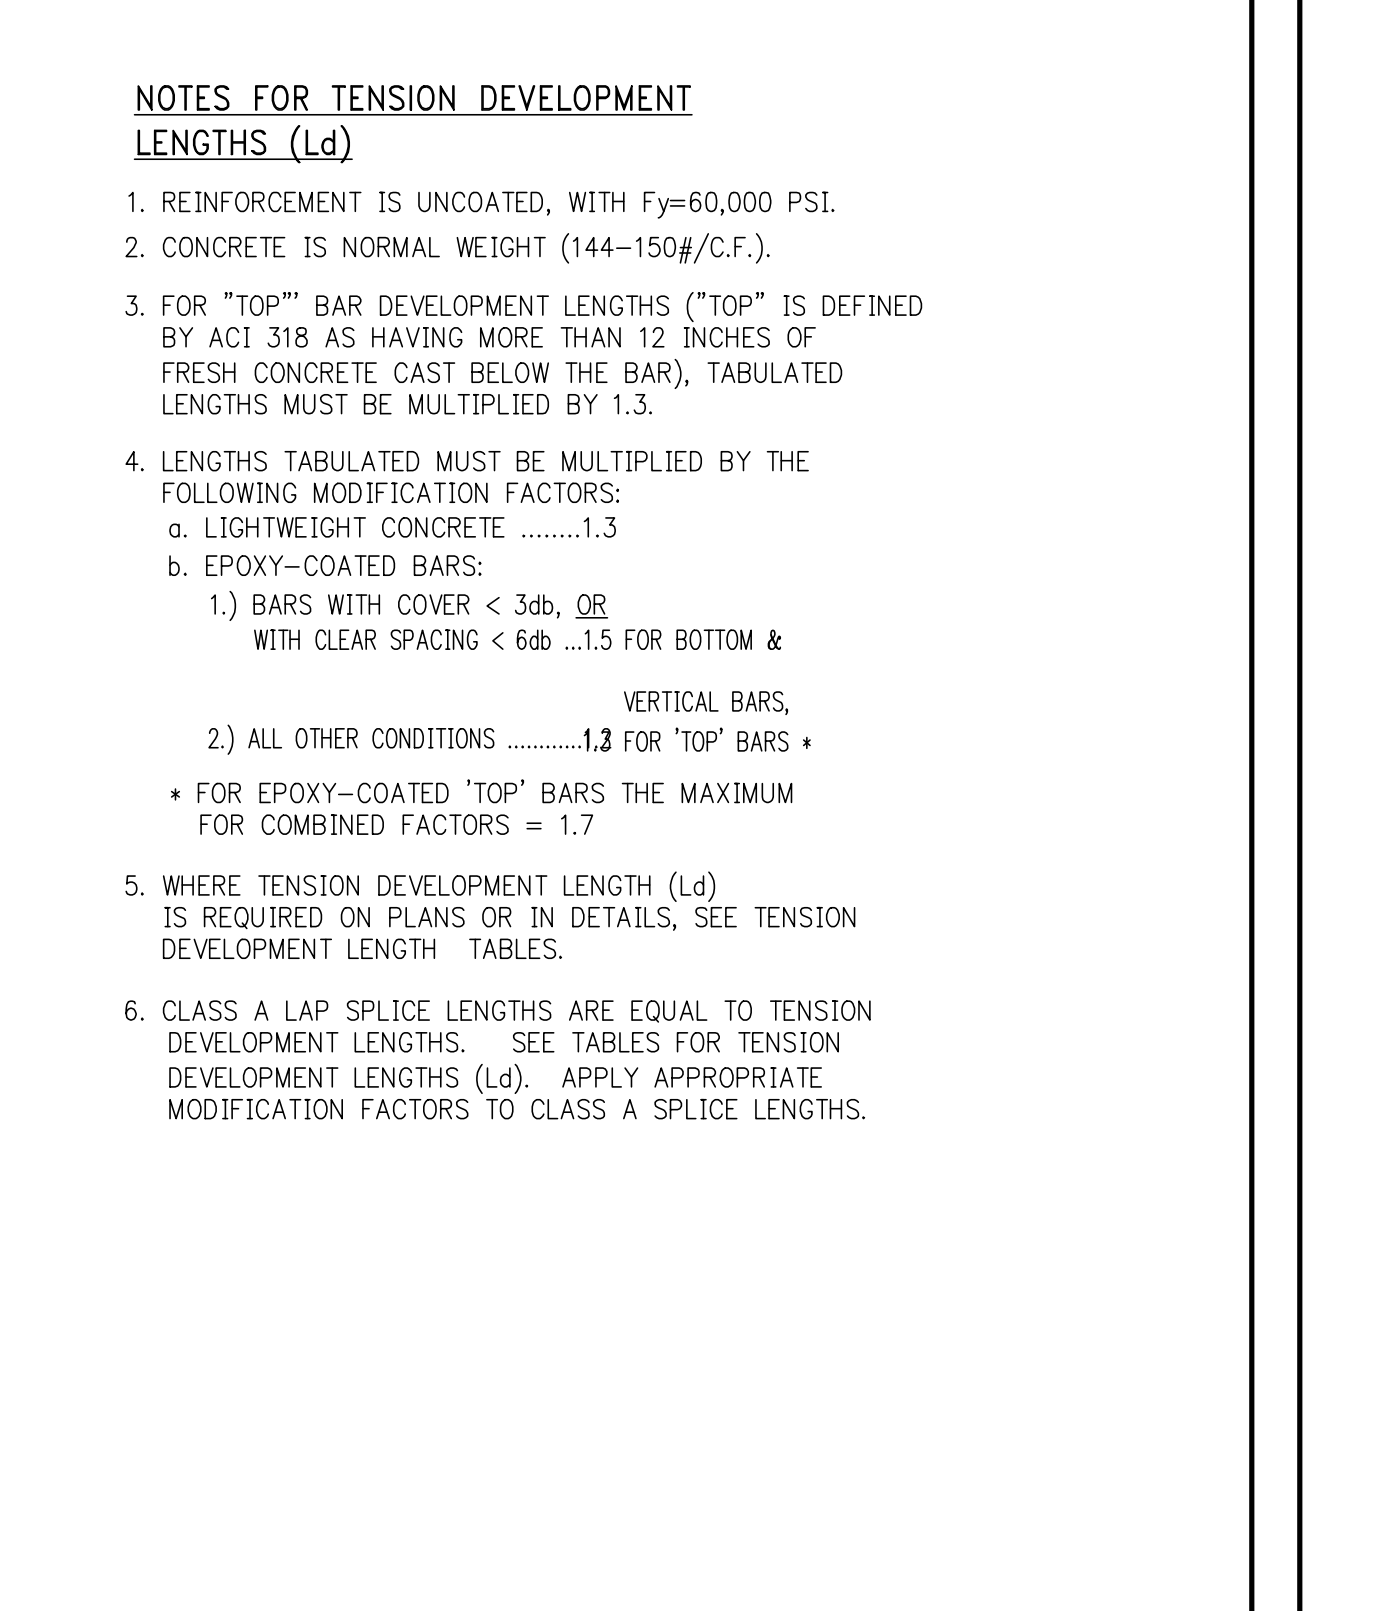 NOTES FOR TENSION DEVELOPMENT
LENGTHS (Ld)
1. REINFORCEMENT IS UNCOATED, WITH Fy=60,000 PSI.
2. CONCRETE IS NORMAL WEIGHT (144-150#/C.F.).
3. FOR "TOP"' BAR DEVELOPMENT LENGTHS ("TOP" IS DEFINED
BY ACI 318 AS HAVING MORE THAN 12 INCHES OF
FRESH CONCRETE CAST BELOW THE BAR), TABULATED
LENGTHS MUST BE MULTIPLIED BY 1.3.
4. LENGTHS TABULATED MUST BE MULTIPLIED BY THE
FOLLOWING MODIFICATION FACTORS:
a. LIGHTWEIGHT CONCRETE ........1.3
b. EPOXY-COATED BARS:
1.) BARS WITH COVER < 3db, OR
WITH CLEAR SPACING < 6db ...1.5 FOR BOTTOM &
VERTICAL BARS,
2.) ALL OTHER CONDITIONS ............ FOR 'TOP' BARS *
* FOR EPOXY-COATED 'TOP' BARS THE MAXIMUM
FOR COMBINED FACTORS = 1.7
5. WHERE TENSION DEVELOPMENT LENGTH (Ld)
IS REQUIRED ON PLANS OR IN DETAILS, SEE TENSION
DEVELOPMENT LENGTH TABLES.
6. CLASS A LAP SPLICE LENGTHS ARE EQUAL TO TENSION
DEVELOPMENT LENGTHS. SEE TABLES FOR TENSION
DEVELOPMENT LENGTHS (Ld). APPLY APPROPRIATE
MODIFICATION FACTORS TO CLASS A SPLICE LENGTHS.